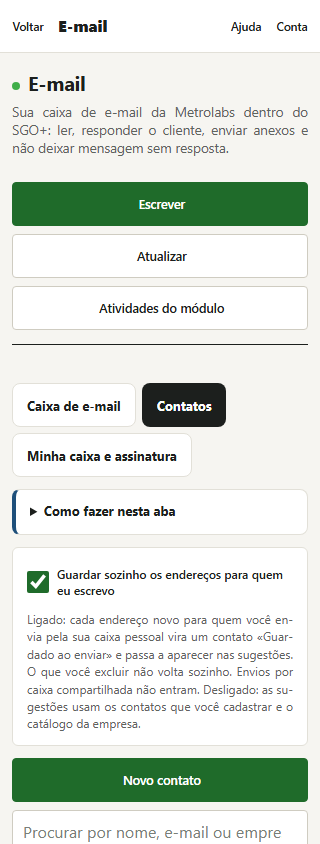 Voltar E-mail Ajuda Conta
E-mail
Sua caixa de e-mail da Metrolabs dentro do
SGO+: ler, responder o cliente, enviar anexos e
não deixar mensagem sem resposta.
Escrever
Atualizar
Atividades do módulo
Caixa de e-mail Contatos
Minha caixa e assinatura
Como fazer nesta aba
Guardar sozinho os endereços para quem
eu escrevo
Ligado: cada endereço novo para quem você en-
via pela sua caixa pessoal vira um contato «Guar-
dado ao enviar» e passa a aparecer nas sugestões.
O que você excluir não volta sozinho. Envios por
caixa compartilhada não entram. Desligado: as su-
gestões usam os contatos que você cadastrar e o
catálogo da empresa.
Novo contato
Procurar por nome, e-mail ou empre